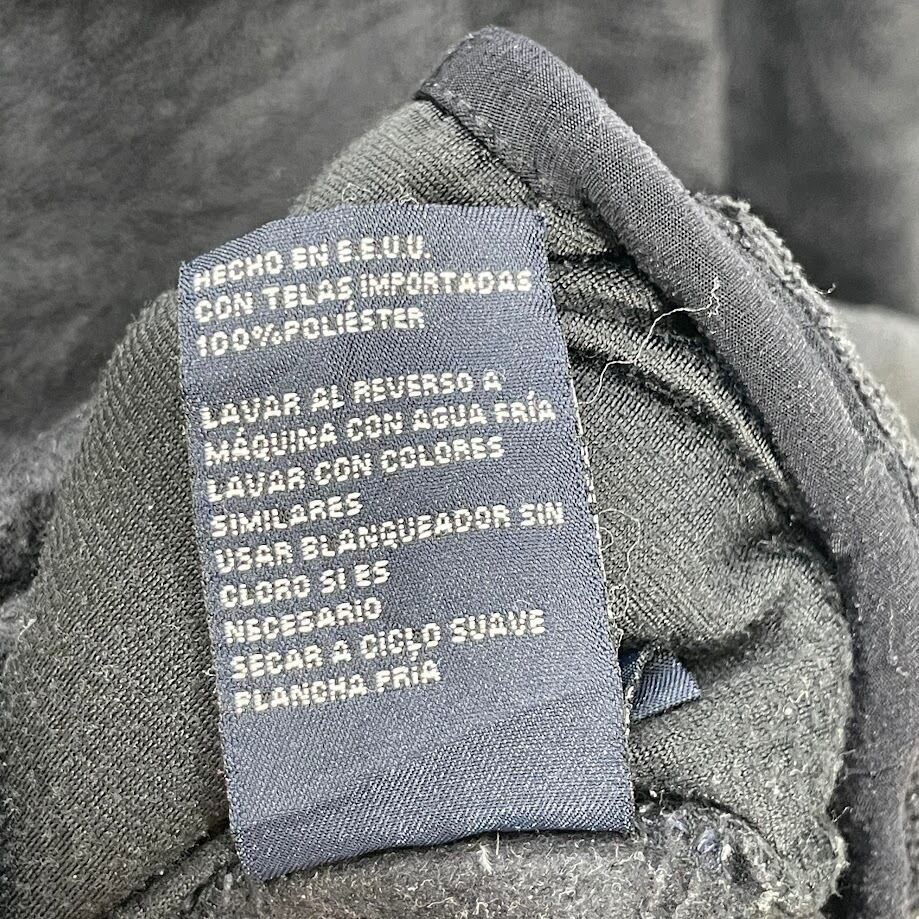 HECHO EN E.E.U.U.
CON TELAS IMPORTADAS
100%POLIÉSTER
LAVAR AL REVERSO A
MÁQUINA CON AGUA FRÍA
LAVAR CON COLORES
SIMILARES
USAR BLANQUEADOR SIN
CLORO SI ES
NECESARIO
SECAR A CICLO SUAVE
PLANCHA FRÍA